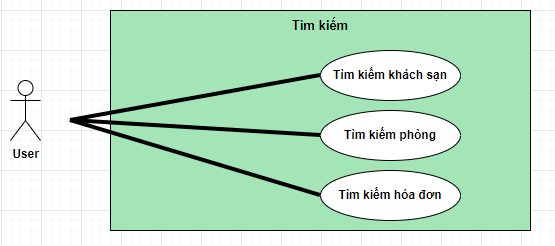 Tìm kiếm
Tìm kiếm khách sạn
Tìm kiếm phòng
Tìm kiếm hóa đơn
User